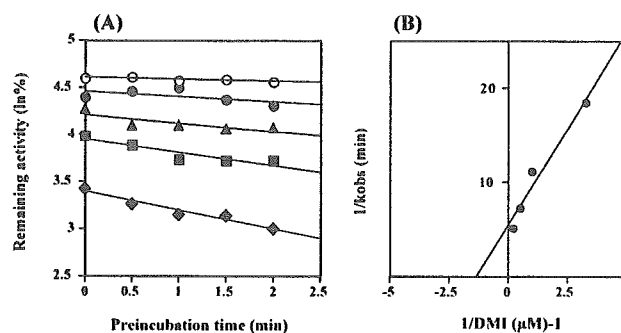 (A)
Remaining activity (ln%)
5
4.5
4
3.5
3
2.5
0 0.5 1 1.5 2 2.5
Preincubation time (min)
(B)
1/kobs (min)
20
10
0
-5 -2.5 0 2.5 5
1/DMI (µM)-1